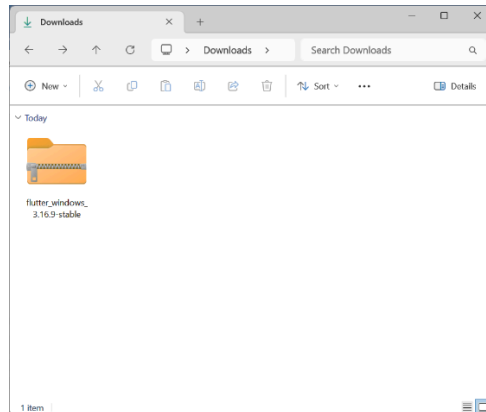 Downloads
Downloads
Search Downloads
New
Sort
Details
Today
flutter_windows_
3.16.9-stable
1 item